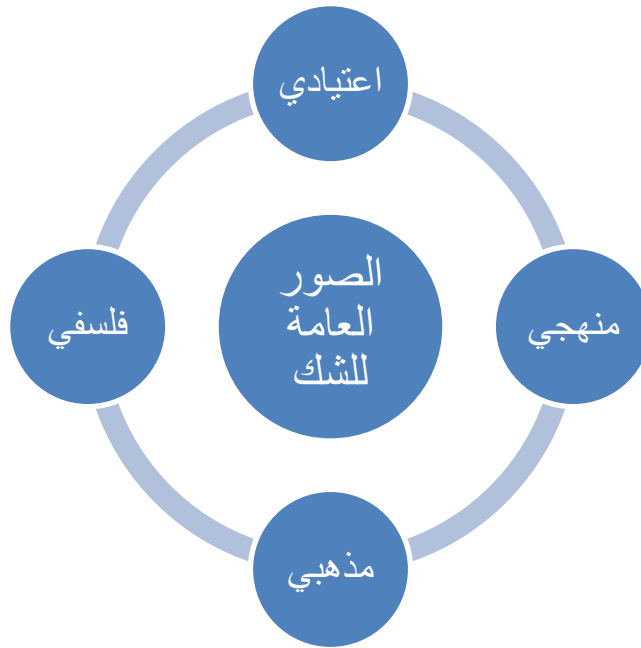 اعتيادي
الصور
العامة
للشك
منهجي
فلسفي
مذهبي